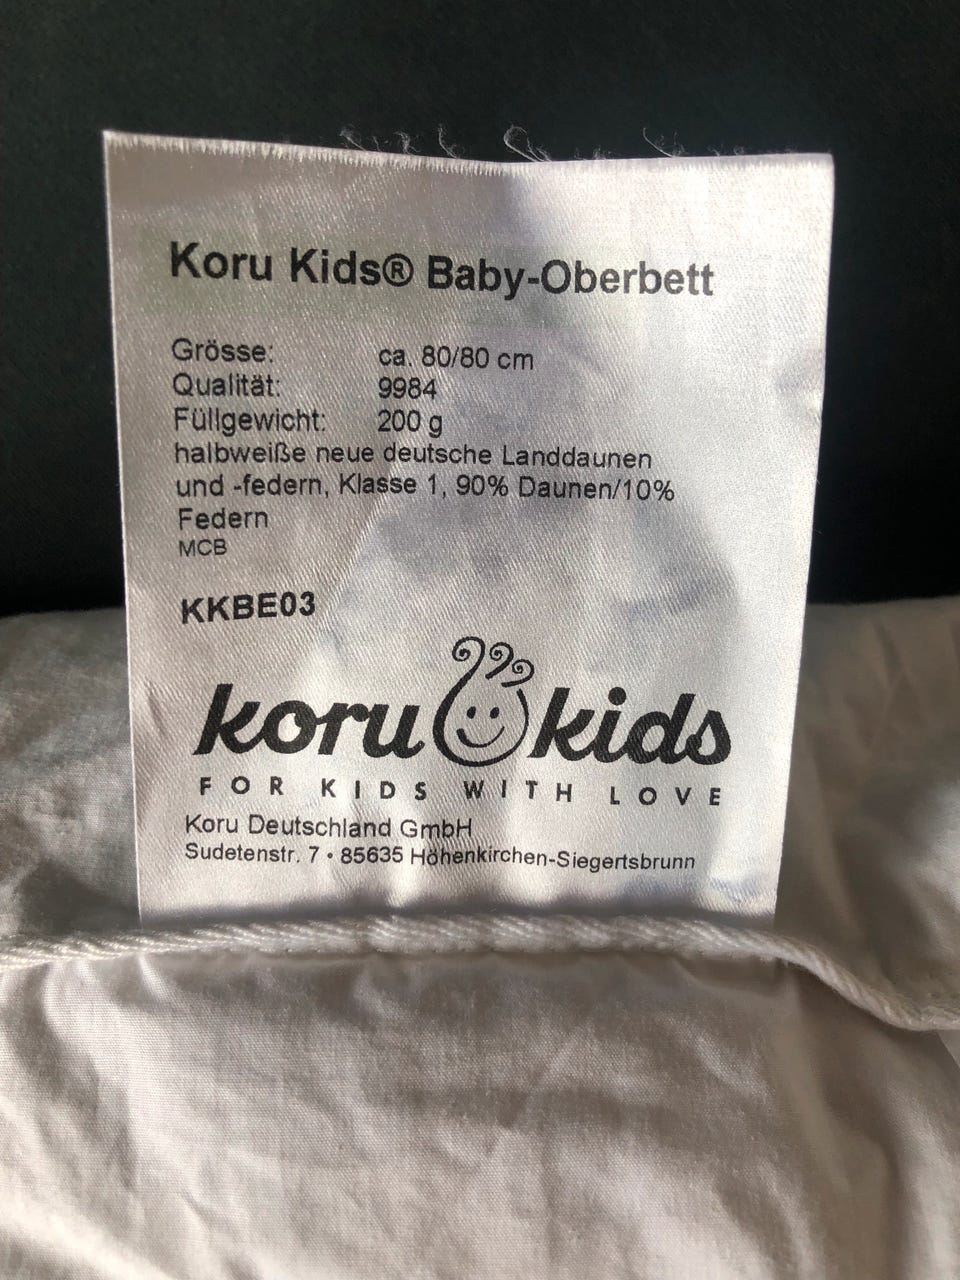 Koru Kids® Baby-Oberbett
Grösse: ca. 80/80 cm
Qualität: 9984
Füllgewicht: 200 g
halbweiße neue deutsche Landdaunen
und -federn, Klasse 1, 90% Daunen/10%
Federn
MCB
KKBE03
koru kids
FOR KIDS WITH LOVE
Koru Deutschland GmbH
Sudetenstr. 7 • 85635 Höhenkirchen-Siegertsbrunn